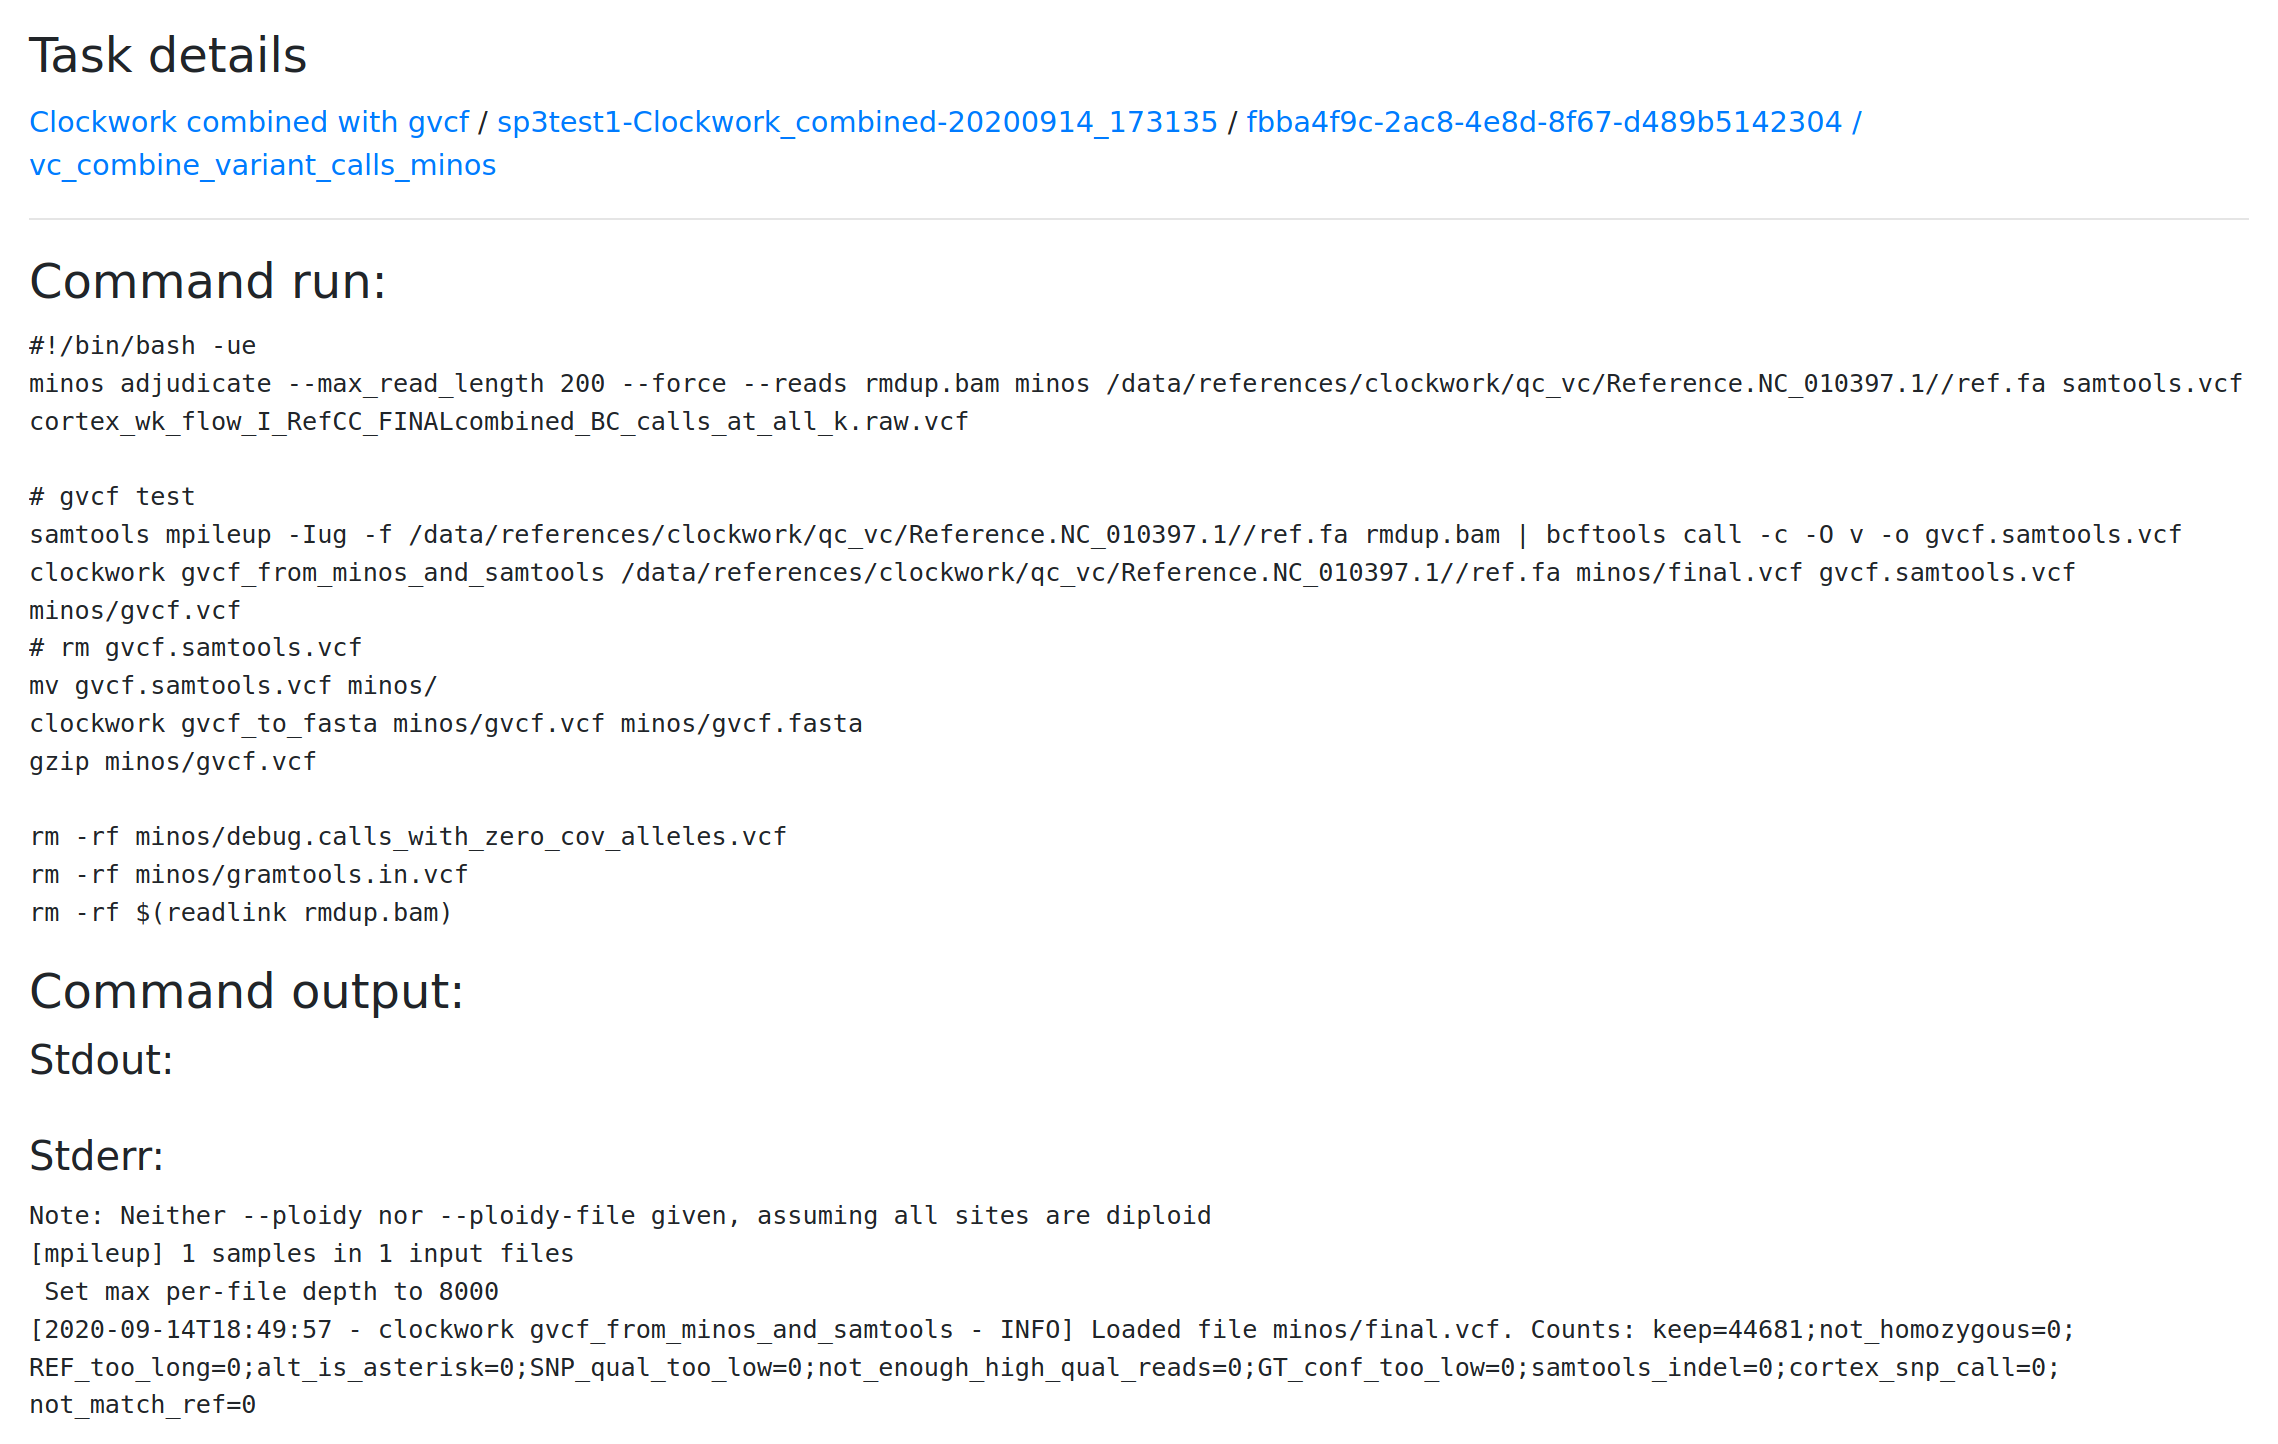 Task details
Clockwork combined with gvcf / sp3test1-Clockwork_combined-20200914_173135 / fbba4f9c-2ac8-4e8d-8f67-d489b5142304 /
vc_combine_variant_calls_minos
Command run:
#!/bin/bash -ue
minos adjudicate --max_read_length 200 --force --reads rmdup.bam minos /data/references/clockwork/qc_vc/Reference.NC_010397.1//ref.fa samtools.vcf
cortex_wk_flow_I_RefCC_FINALcombined_BC_calls_at_all_k.raw.vcf
# gvcf test
samtools mpileup -Iug -f /data/references/clockwork/qc_vc/Reference.NC_010397.1//ref.fa rmdup.bam | bcftools call -c -O v -o gvcf.samtools.vcf
clockwork gvcf_from_minos_and_samtools /data/references/clockwork/qc_vc/Reference.NC_010397.1//ref.fa minos/final.vcf gvcf.samtools.vcf
minos/gvcf.vcf
# rm gvcf.samtools.vcf
mv gvcf.samtools.vcf minos/
clockwork gvcf_to_fasta minos/gvcf.vcf minos/gvcf.fasta
gzip minos/gvcf.vcf
rm -rf minos/debug.calls_with_zero_cov_alleles.vcf
rm -rf minos/gramtools.in.vcf
rm -rf $(readlink rmdup.bam)
Command output:
Stdout:
Stderr:
Note: Neither --ploidy nor --ploidy-file given, assuming all sites are diploid
[mpileup] 1 samples in 1 input files
 Set max per-file depth to 8000
[2020-09-14T18:49:57 - clockwork gvcf_from_minos_and_samtools - INFO] Loaded file minos/final.vcf. Counts: keep=44681;not_homozygous=0;
REF_too_long=0;alt_is_asterisk=0;SNP_qual_too_low=0;not_enough_high_qual_reads=0;GT_conf_too_low=0;samtools_indel=0;cortex_snp_call=0;
not_match_ref=0